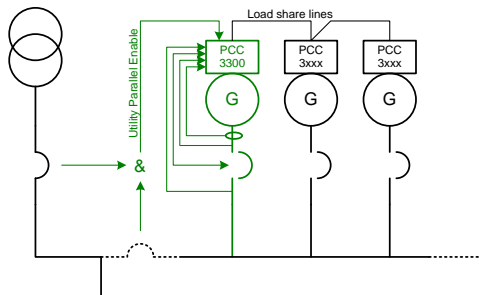 Load share lines
Utility Parallel Enable
PCC
3300
PCC
3xxx
PCC
3xxx
G
G
G
&